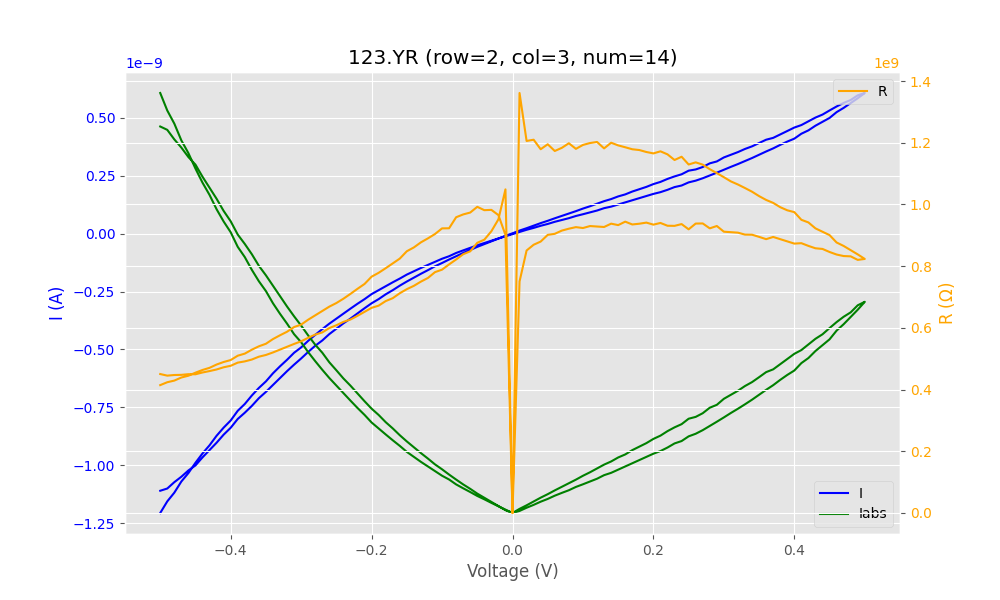 123.YR (row=2, col=3, num=14)
1e−9
1e9
R
0.50
0.25
0.00
−0.25
−0.50
−0.75
−1.00
−1.25
I (A)
1.4
1.2
1.0
0.8
0.6
0.4
0.2
0.0
R (Ω)
I
Iabs
−0.4
−0.2
0.0
0.2
0.4
Voltage (V)